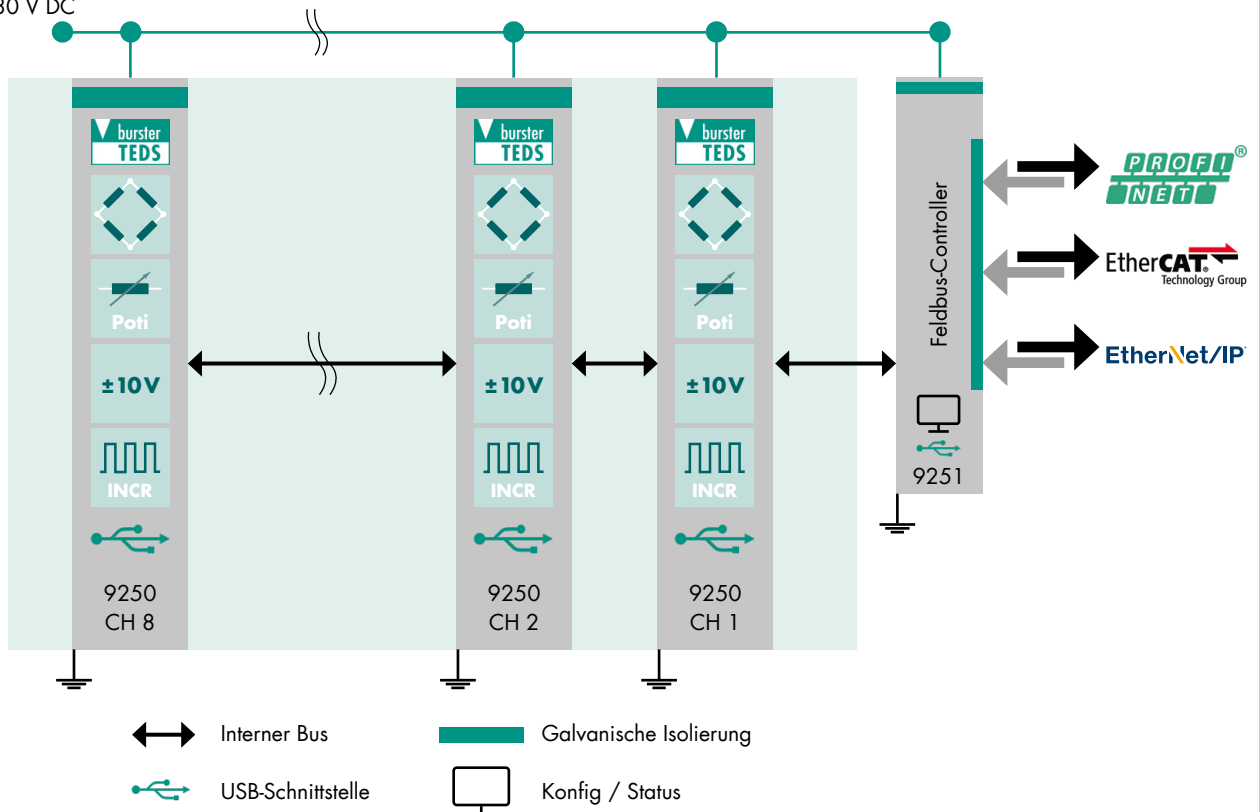 30 V DC
burster
TEDS
Poti
±10V
INCR
9250
CH 8
burster
TEDS
Poti
±10V
INCR
9250
CH 2
burster
TEDS
Poti
±10V
INCR
9250
CH 1
Feldbus-Controller
9251
PROFI
NET®
EtherCAT®
Technology Group
EtherNet/IP
Interner Bus
Galvanische Isolierung
USB-Schnittstelle
Konfig / Status